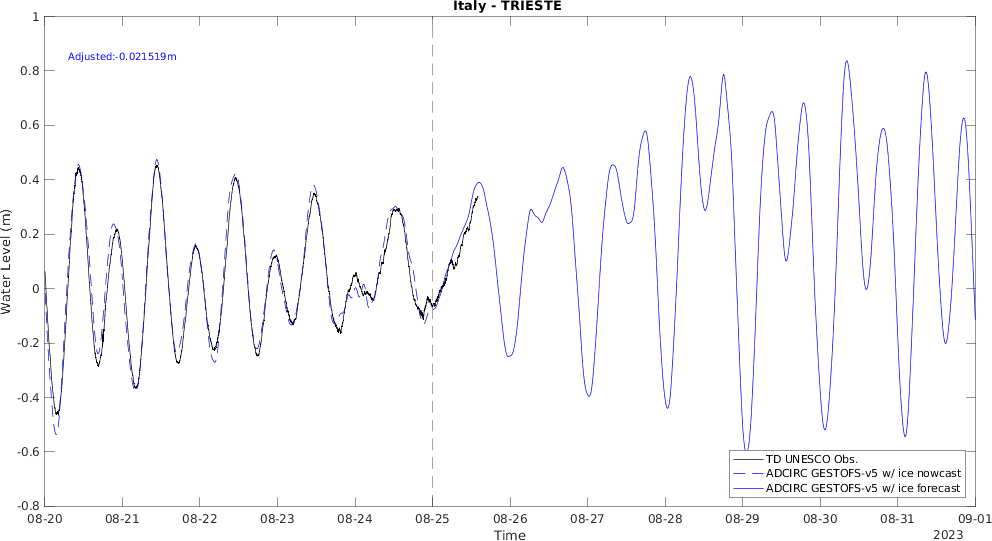 Italy - TRIESTE
Adjusted:-0.021519m
Water Level (m)
1
0.8
0.6
0.4
0.2
0
-0.2
-0.4
-0.6
-0.8
TD UNESCO Obs.
ADCIRC GESTOFS-v5 w/ ice nowcast
ADCIRC GESTOFS-v5 w/ ice forecast
08-20 08-21 08-22 08-23 08-24 08-25 08-26 08-27 08-28 08-29 08-30 08-31 09-01
Time
2023